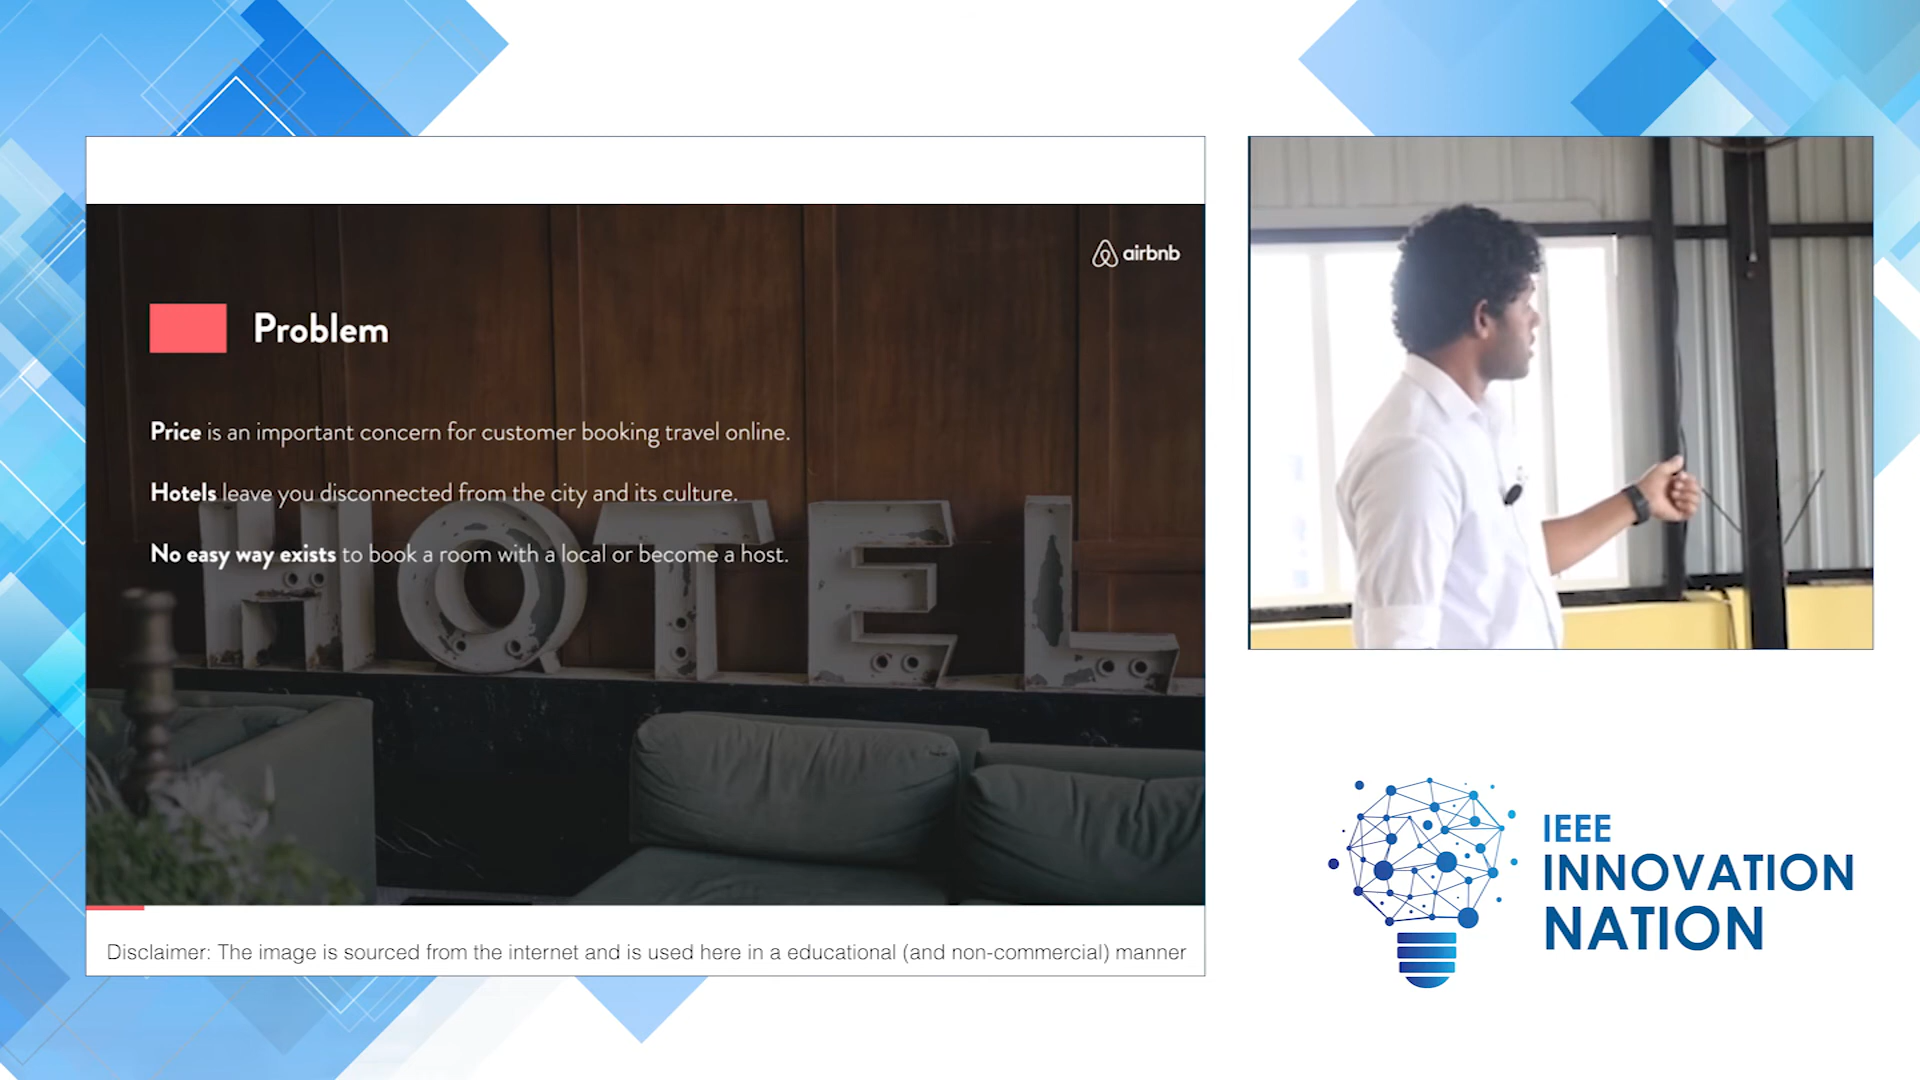 airbnb
Problem
Price is an important concern for customer booking travel online.
Hotels leave you disconnected from the city and its culture.
No easy way exists to book a room with a local or become a host.
HOTEL
Disclaimer: The image is sourced from the internet and is used here in a educational (and non-commercial) manner
IEEE
INNOVATION
NATION